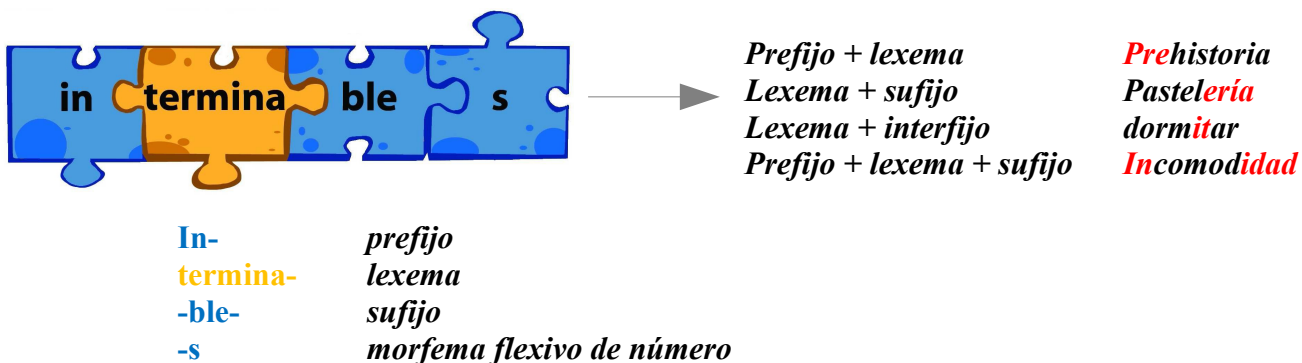 in termina ble s
Prefijo + lexema Prehistoria
Lexema + sufijo Pastelería
Lexema + interfijo dormitar
Prefijo + lexema + sufijo Incomodidad
In- prefijo
termina- lexema
-ble- sufijo
-s morfema flexivo de número